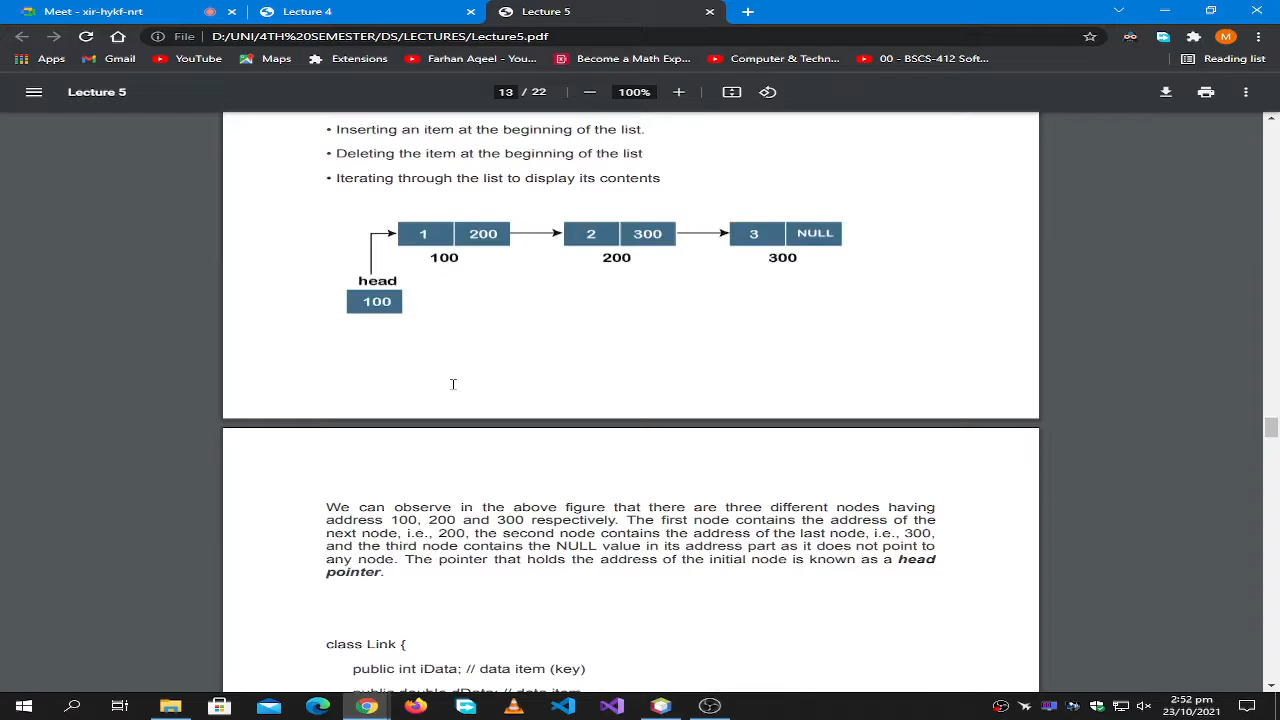 Meet - xir-hykf-nrt
Lecture 4
Lecture 5
File
D:/UNI/4TH%20SEMESTER/DS/LECTURES/Lecture5.pdf
M
Apps
Gmail
YouTube
Maps
Extensions
Farhan Aqeel - You...
Become a Math Exp...
Computer & Techn...
00 - BSCS-412 Soft...
Reading list
Lecture 5
13 / 22
100%
• Inserting an item at the beginning of the list.
• Deleting the item at the beginning of the list
• Iterating through the list to display its contents
1 200 2 300 3 NULL
100 200 300
head
100
We can observe in the above figure that there are three different nodes having
address 100, 200 and 300 respectively. The first node contains the address of the
next node, i.e., 200, the second node contains the address of the last node, i.e., 300,
and the third node contains the NULL value in its address part as it does not point to
any node. The pointer that holds the address of the initial node is known as a head
pointer.
class Link {
public int iData; // data item (key)
public double dData; // data item
2:52 pm
23/10/2021